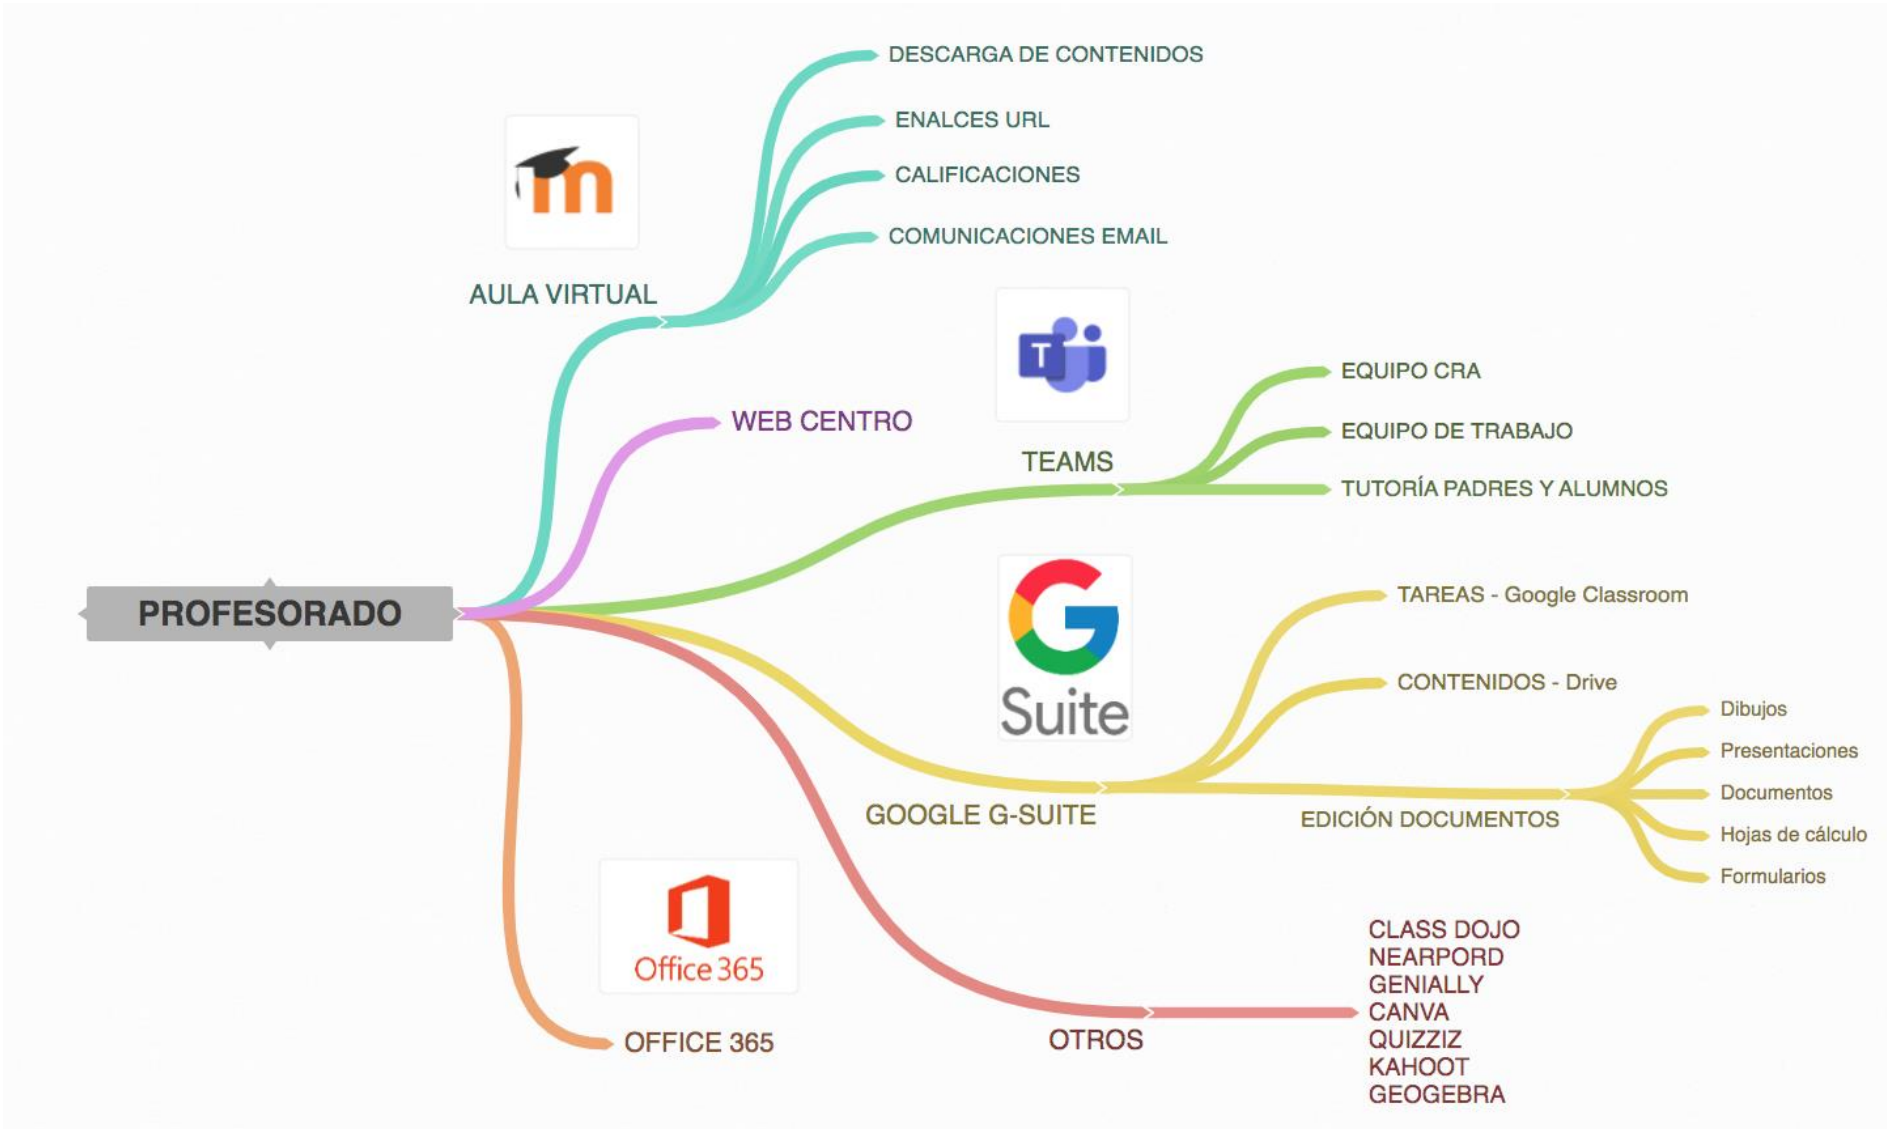 DESCARGA DE CONTENIDOS
ENALCES URL
CALIFICACIONES
COMUNICACIONES EMAIL
m
AULA VIRTUAL
T
EQUIPO CRA
WEB CENTRO
EQUIPO DE TRABAJO
TEAMS
TUTORÍA PADRES Y ALUMNOS
PROFESORADO
G
Suite
TAREAS - Google Classroom
CONTENIDOS - Drive
Dibujos
Presentaciones
Documentos
Hojas de cálculo
Formularios
GOOGLE G-SUITE
EDICIÓN DOCUMENTOS
Office 365
OFFICE 365
OTROS
CLASS DOJO
NEARPORD
GENIALLY
CANVA
QUIZZIZ
KAHOOT
GEOGEBRA